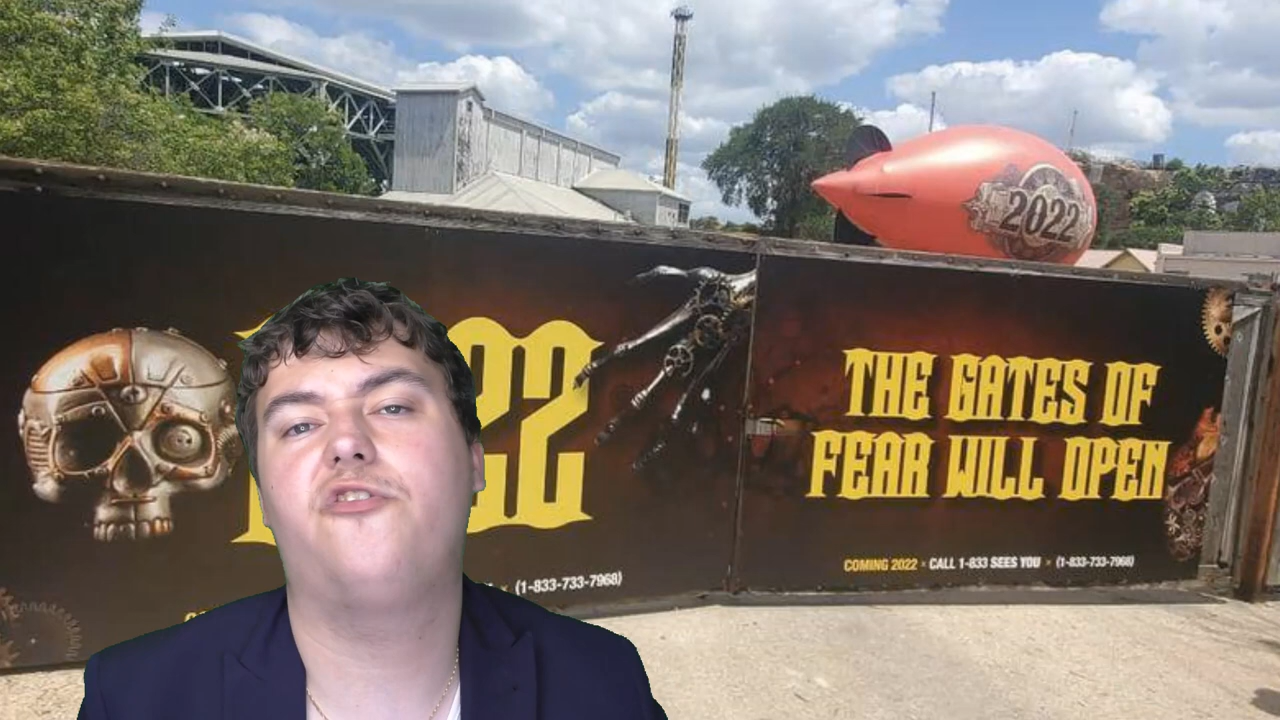 2022
22
THE GATES OF
FEAR WILL OPEN
COMING 2022 • CALL 1-833 SEES YOU • (1-833-733-7968)
• (1-833-733-7968)